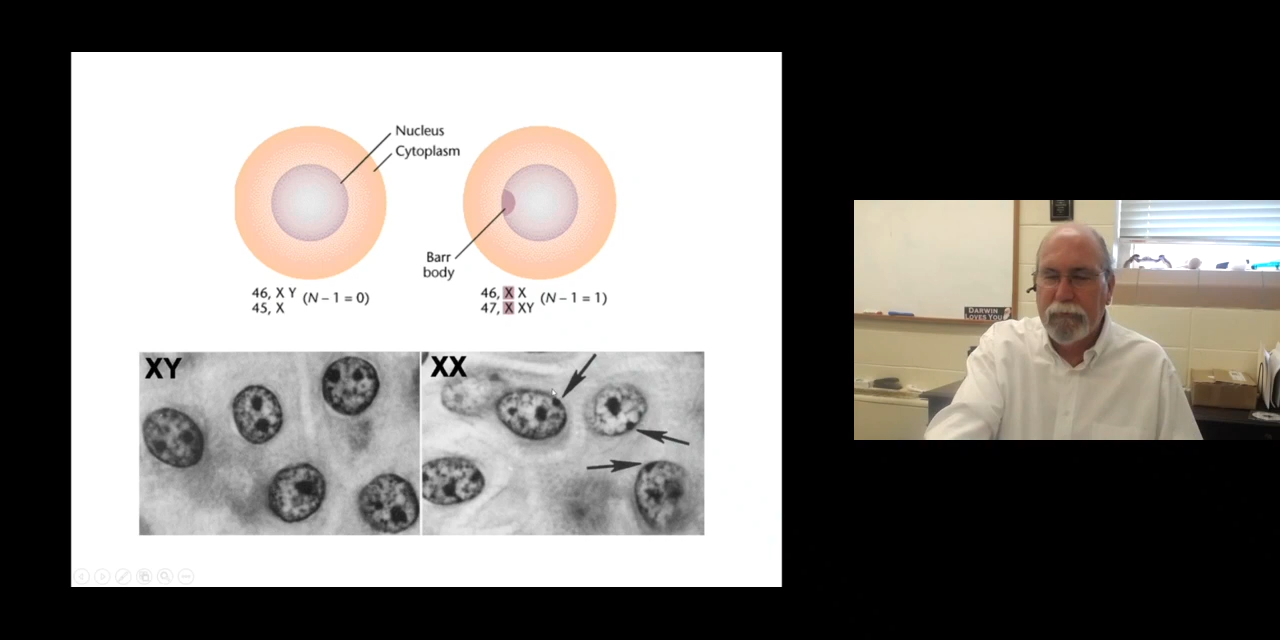 Nucleus
Cytoplasm
Barr
body
46, X Y (N – 1 = 0)
45, X
46, X X (N – 1 = 1)
47, X XY
XY
XX
DARWIN
LOVES YOU